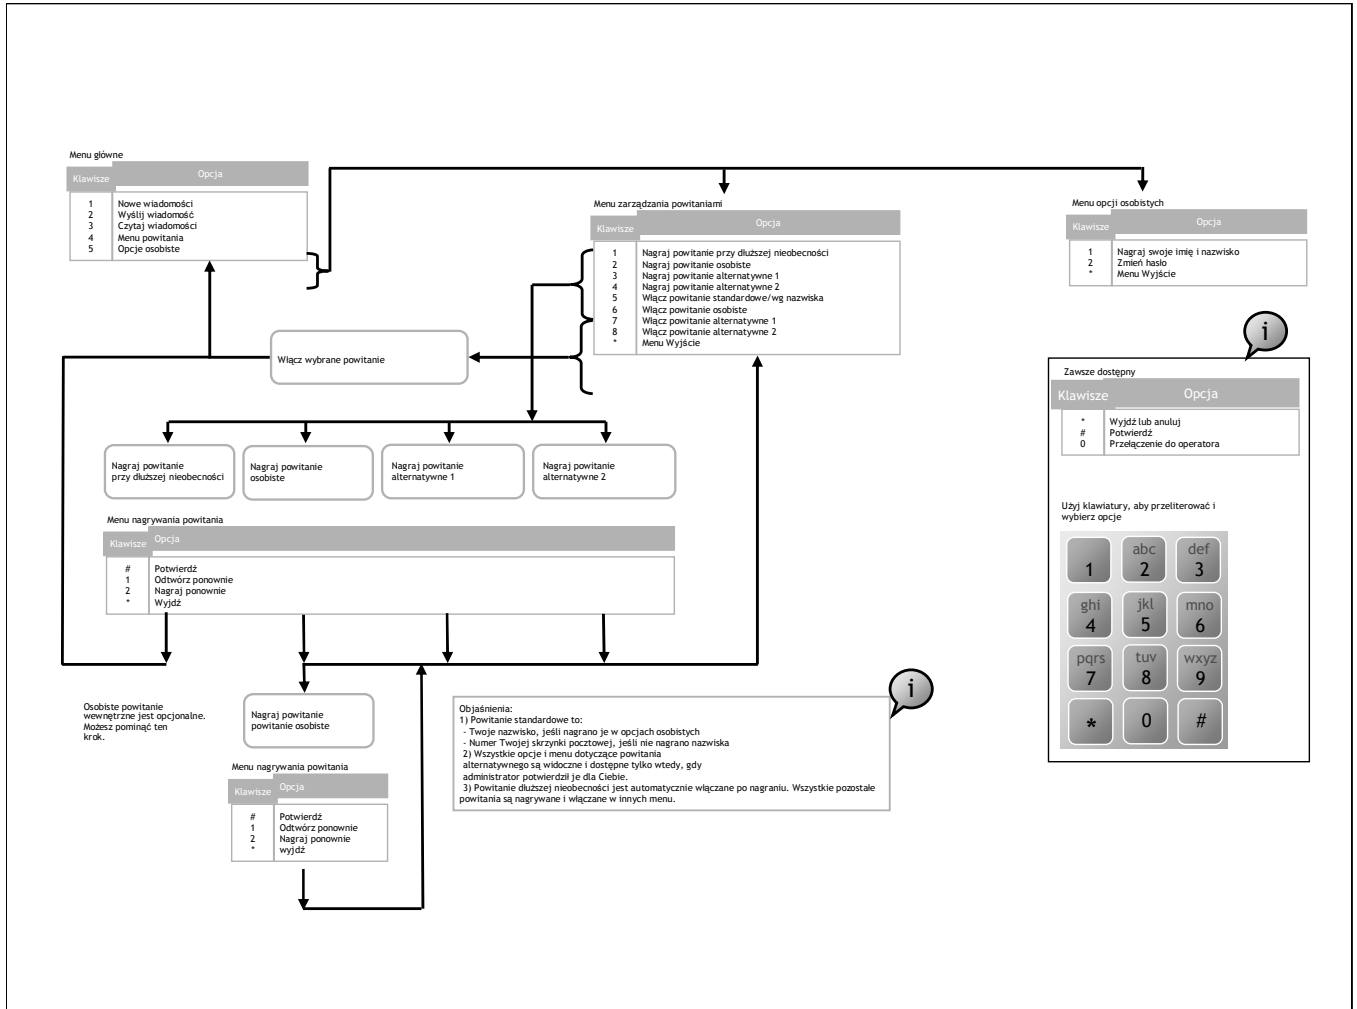 Menu główne
Klawisze Opcja
1 Nowe wiadomości
2 Wyślij wiadomość
3 Czytaj wiadomości
4 Menu powitania
5 Opcje osobiste
Menu zarządzania powitaniami
Klawisze Opcja
1 Nagraj powitanie przy dłuższej nieobecności
2 Nagraj powitanie osobiste
3 Nagraj powitanie alternatywne 1
4 Nagraj powitanie alternatywne 2
5 Włącz powitanie standardowe/wg nazwiska
6 Włącz powitanie osobiste
7 Włącz powitanie alternatywne 1
8 Włącz powitanie alternatywne 2
* Menu Wyjście
Menu opcji osobistych
Klawisze Opcja
1 Nagraj swoje imię i nazwisko
2 Zmień hasło
* Menu Wyjście
Włącz wybrane powitanie
i
Zawsze dostępny
Klawisze Opcja
* Wyjdź lub anuluj
# Potwierdź
0 Przełączenie do operatora
Użyj klawiatury, aby przeliterować i
wybierz opcje
abc def
1 2 3
ghi jkl mno
4 5 6
pqrs tuv wxyz
7 8 9
* 0 #
Nagraj powitanie
przy dłuższej nieobecności
Nagraj powitanie
osobiste
Nagraj powitanie
alternatywne 1
Nagraj powitanie
alternatywne 2
Menu nagrywania powitania
Klawisze Opcja
# Potwierdź
1 Odtwórz ponownie
2 Nagraj ponownie
* Wyjdź
Osobiste powitanie
wewnętrzne jest opcjonalne.
Możesz pominąć ten
krok.
Nagraj powitanie
powitanie osobiste
Menu nagrywania powitania
Klawisze Opcja
# Potwierdź
1 Odtwórz ponownie
2 Nagraj ponownie
* wyjdź
i
Objaśnienia:
1) Powitanie standardowe to:
- Twoje nazwisko, jeśli nagrano je w opcjach osobistych
- Numer Twojej skrzynki pocztowej, jeśli nie nagrano nazwiska
2) Wszystkie opcje i menu dotyczące powitania
alternatywnego są widoczne i dostępne tylko wtedy, gdy
administrator potwierdził je dla Ciebie.
3) Powitanie dłuższej nieobecności jest automatycznie włączane po nagraniu. Wszystkie pozostałe
powitania są nagrywane i włączane w innych menu.